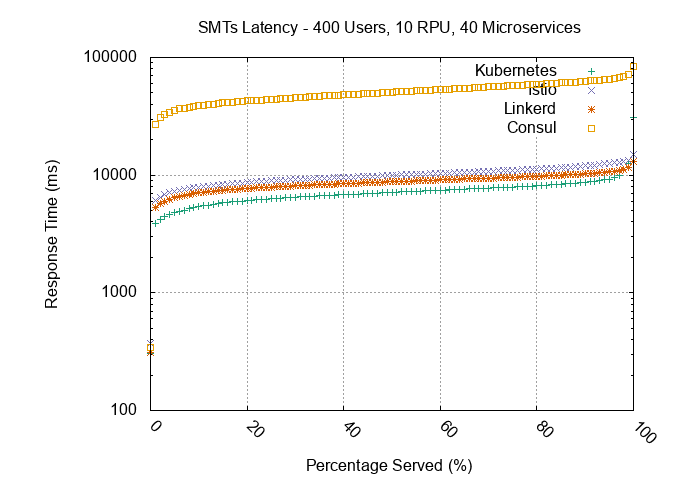 SMTs Latency - 400 Users, 10 RPU, 40 Microservices
100000
10000
1000
100
Response Time (ms)
Kubernetes
Istio
Linkerd
Consul
0
20
40
60
80
100
Percentage Served (%)